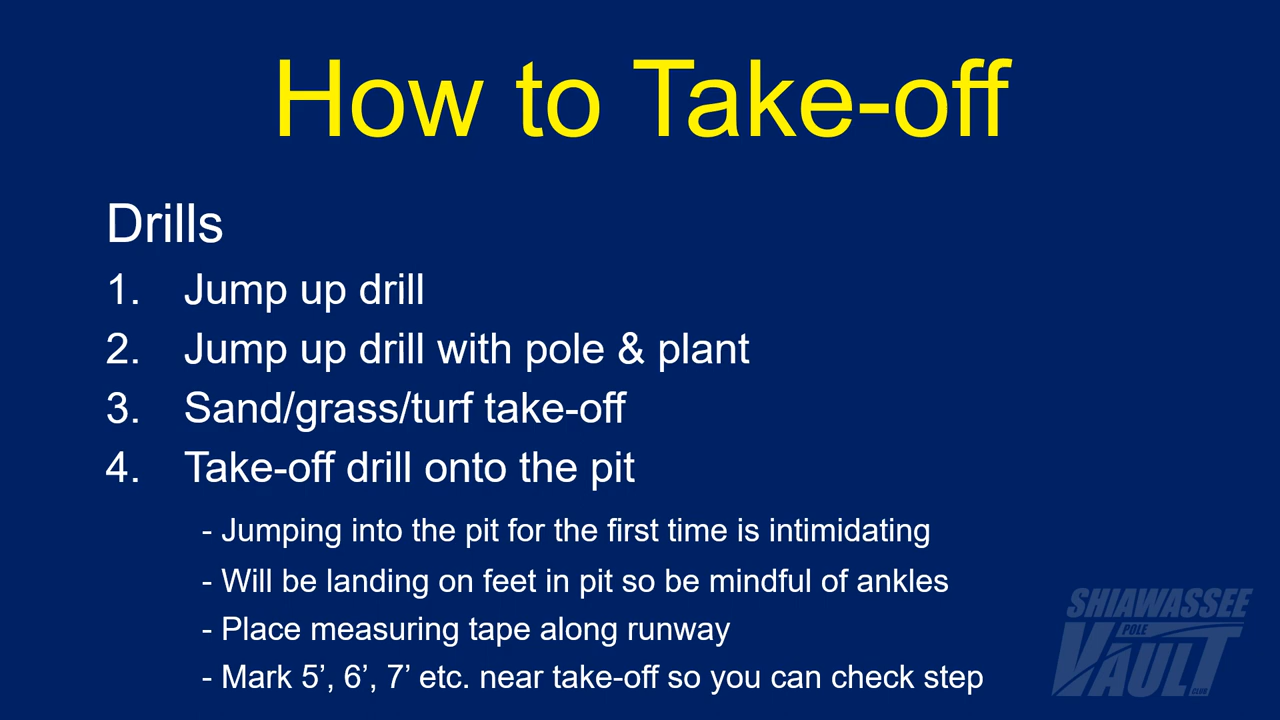 How to Take-off
Drills
1. Jump up drill
2. Jump up drill with pole & plant
3. Sand/grass/turf take-off
4. Take-off drill onto the pit
- Jumping into the pit for the first time is intimidating
- Will be landing on feet in pit so be mindful of ankles
- Place measuring tape along runway
- Mark 5’, 6’, 7’ etc. near take-off so you can check step
SHIAWASSEE
POLE
VAULT
CLUB